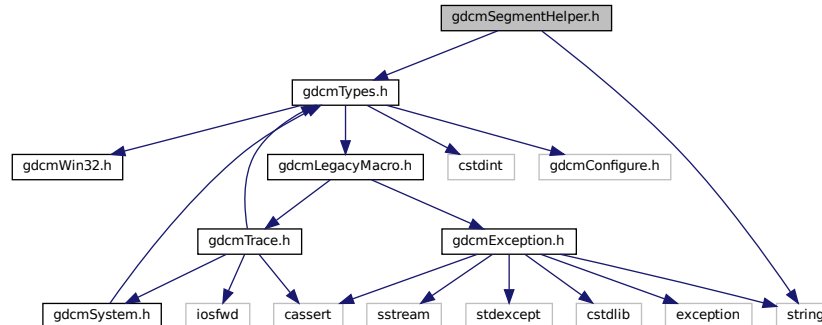 gdcmSegmentHelper.h
gdcmTypes.h
gdcmWin32.h
gdcmLegacyMacro.h
cstdint
gdcmConfigure.h
gdcmTrace.h
gdcmException.h
gdcmSystem.h
iosfwd
cassert
sstream
stdexcept
cstdlib
exception
string